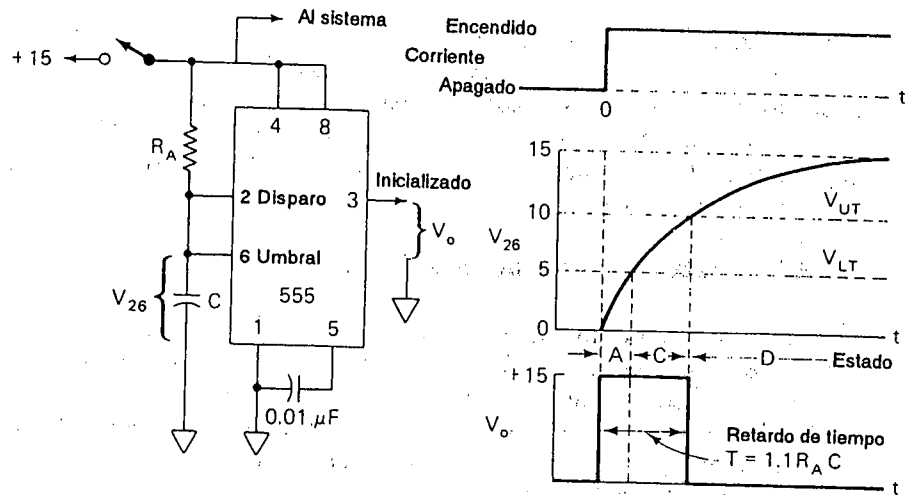 Al sistema
+ 15
R_A
4
8
2 Disparo
3
Inicializado
V_o
6 Umbral
V_26
C
555
1
5
0.01 μF
Encendido
Corriente
Apagado
0
t
15
10
5
0
V_26
V_UT
V_LT
t
A
C
D
Estado
+15
V_o
Retardo de tiempo
T = 1.1 R_A C
t